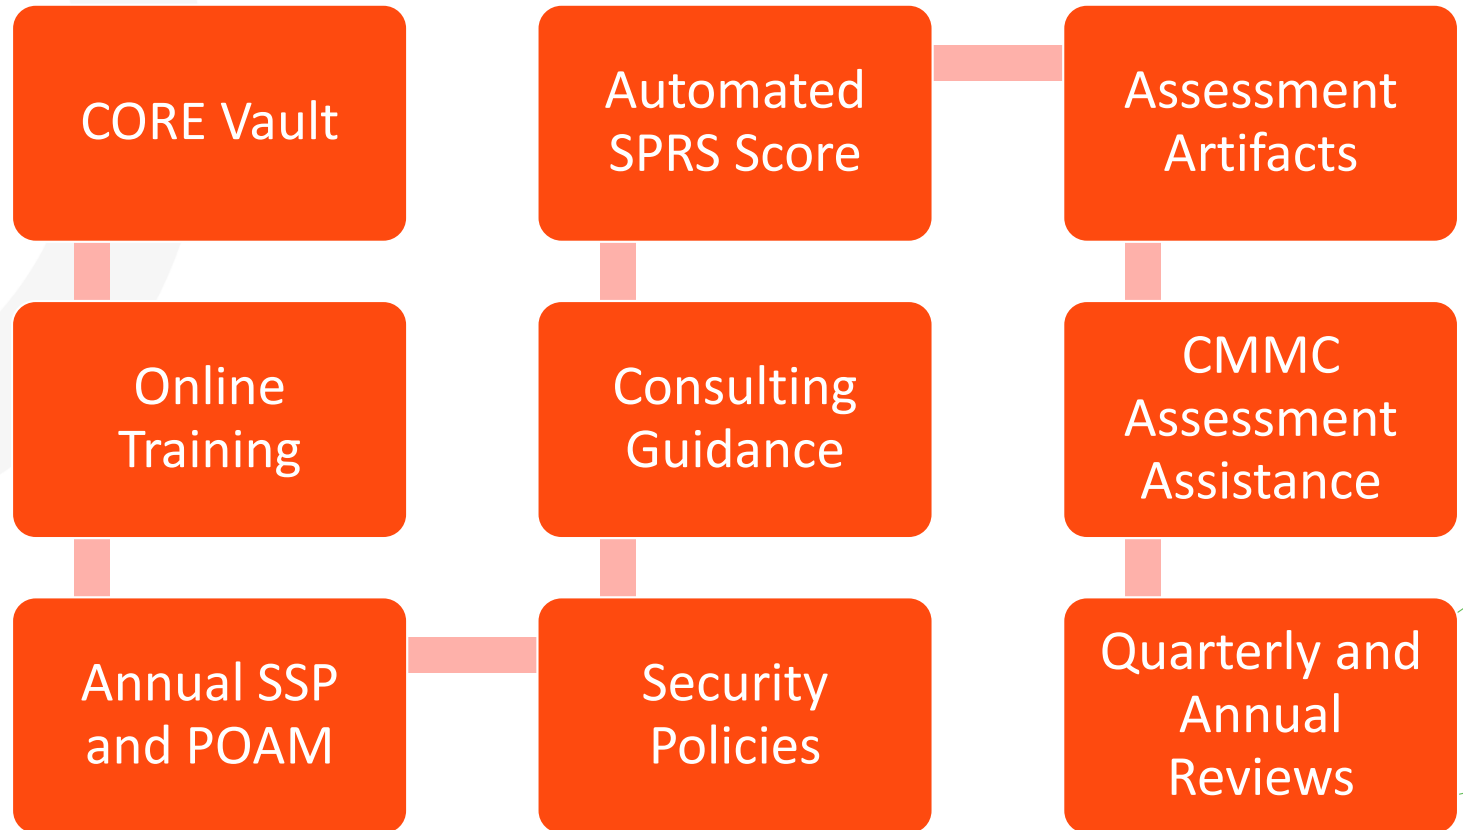 CORE Vault
Online
Training
Annual SSP
and POAM
Security
Policies
Consulting
Guidance
Automated
SPRS Score
Assessment
Artifacts
CMMC
Assessment
Assistance
Quarterly and
Annual
Reviews